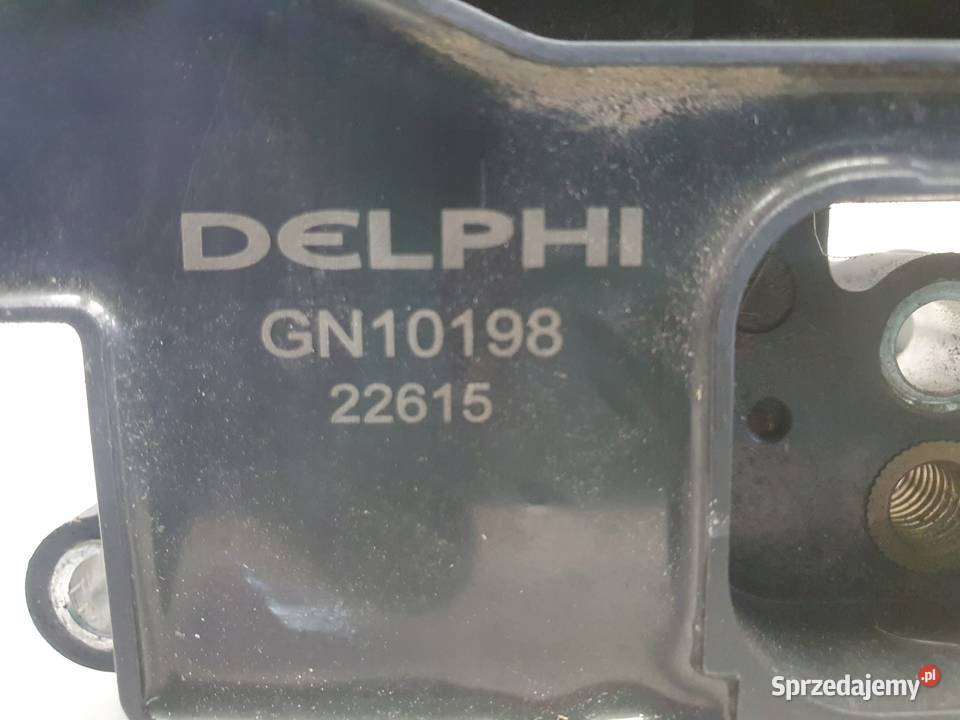 DELPHI
GN10198
22615
Sprzedajemy.pl